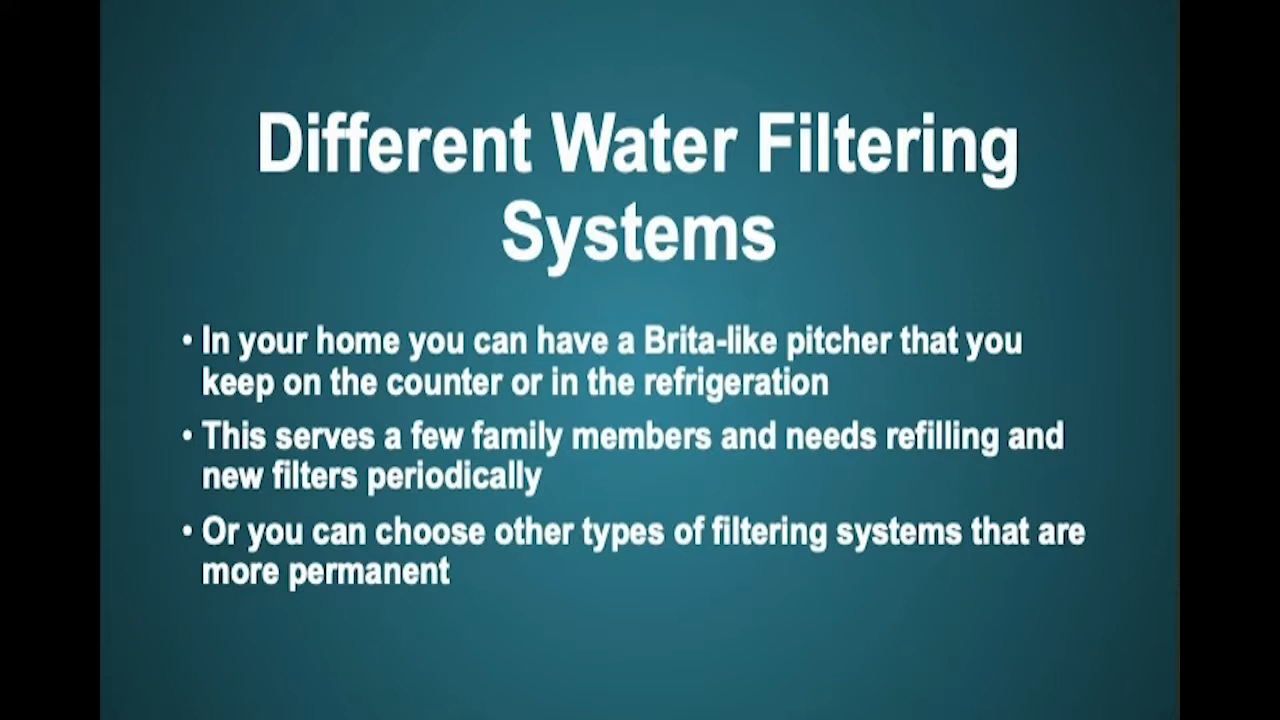 Different Water Filtering
Systems
• In your home you can have a Brita-like pitcher that you
keep on the counter or in the refrigeration
• This serves a few family members and needs refilling and
new filters periodically
• Or you can choose other types of filtering systems that are
more permanent